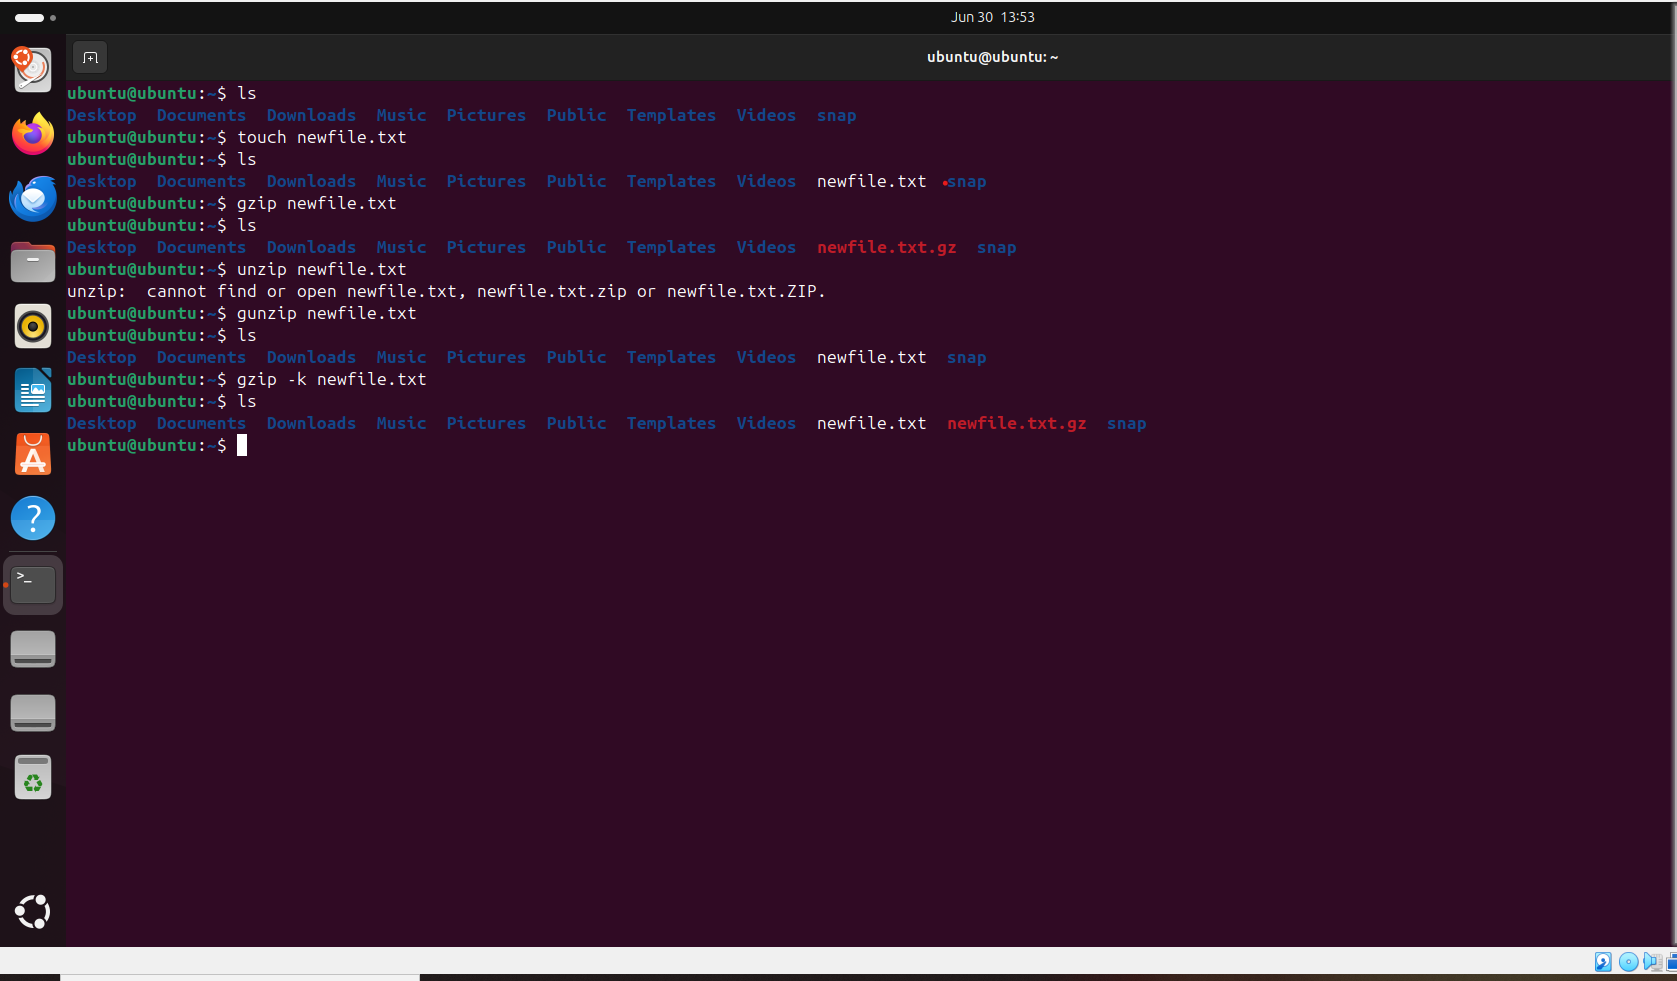 Jun 30 13:53
ubuntu@ubuntu: ~
ubuntu@ubuntu:~$ ls
Desktop Documents Downloads Music Pictures Public Templates Videos snap
ubuntu@ubuntu:~$ touch newfile.txt
ubuntu@ubuntu:~$ ls
Desktop Documents Downloads Music Pictures Public Templates Videos newfile.txt snap
ubuntu@ubuntu:~$ gzip newfile.txt
ubuntu@ubuntu:~$ ls
Desktop Documents Downloads Music Pictures Public Templates Videos newfile.txt.gz snap
ubuntu@ubuntu:~$ unzip newfile.txt
unzip:  cannot find or open newfile.txt, newfile.txt.zip or newfile.txt.ZIP.
ubuntu@ubuntu:~$ gunzip newfile.txt
ubuntu@ubuntu:~$ ls
Desktop Documents Downloads Music Pictures Public Templates Videos newfile.txt snap
ubuntu@ubuntu:~$ gzip -k newfile.txt
ubuntu@ubuntu:~$ ls
Desktop Documents Downloads Music Pictures Public Templates Videos newfile.txt newfile.txt.gz snap
ubuntu@ubuntu:~$